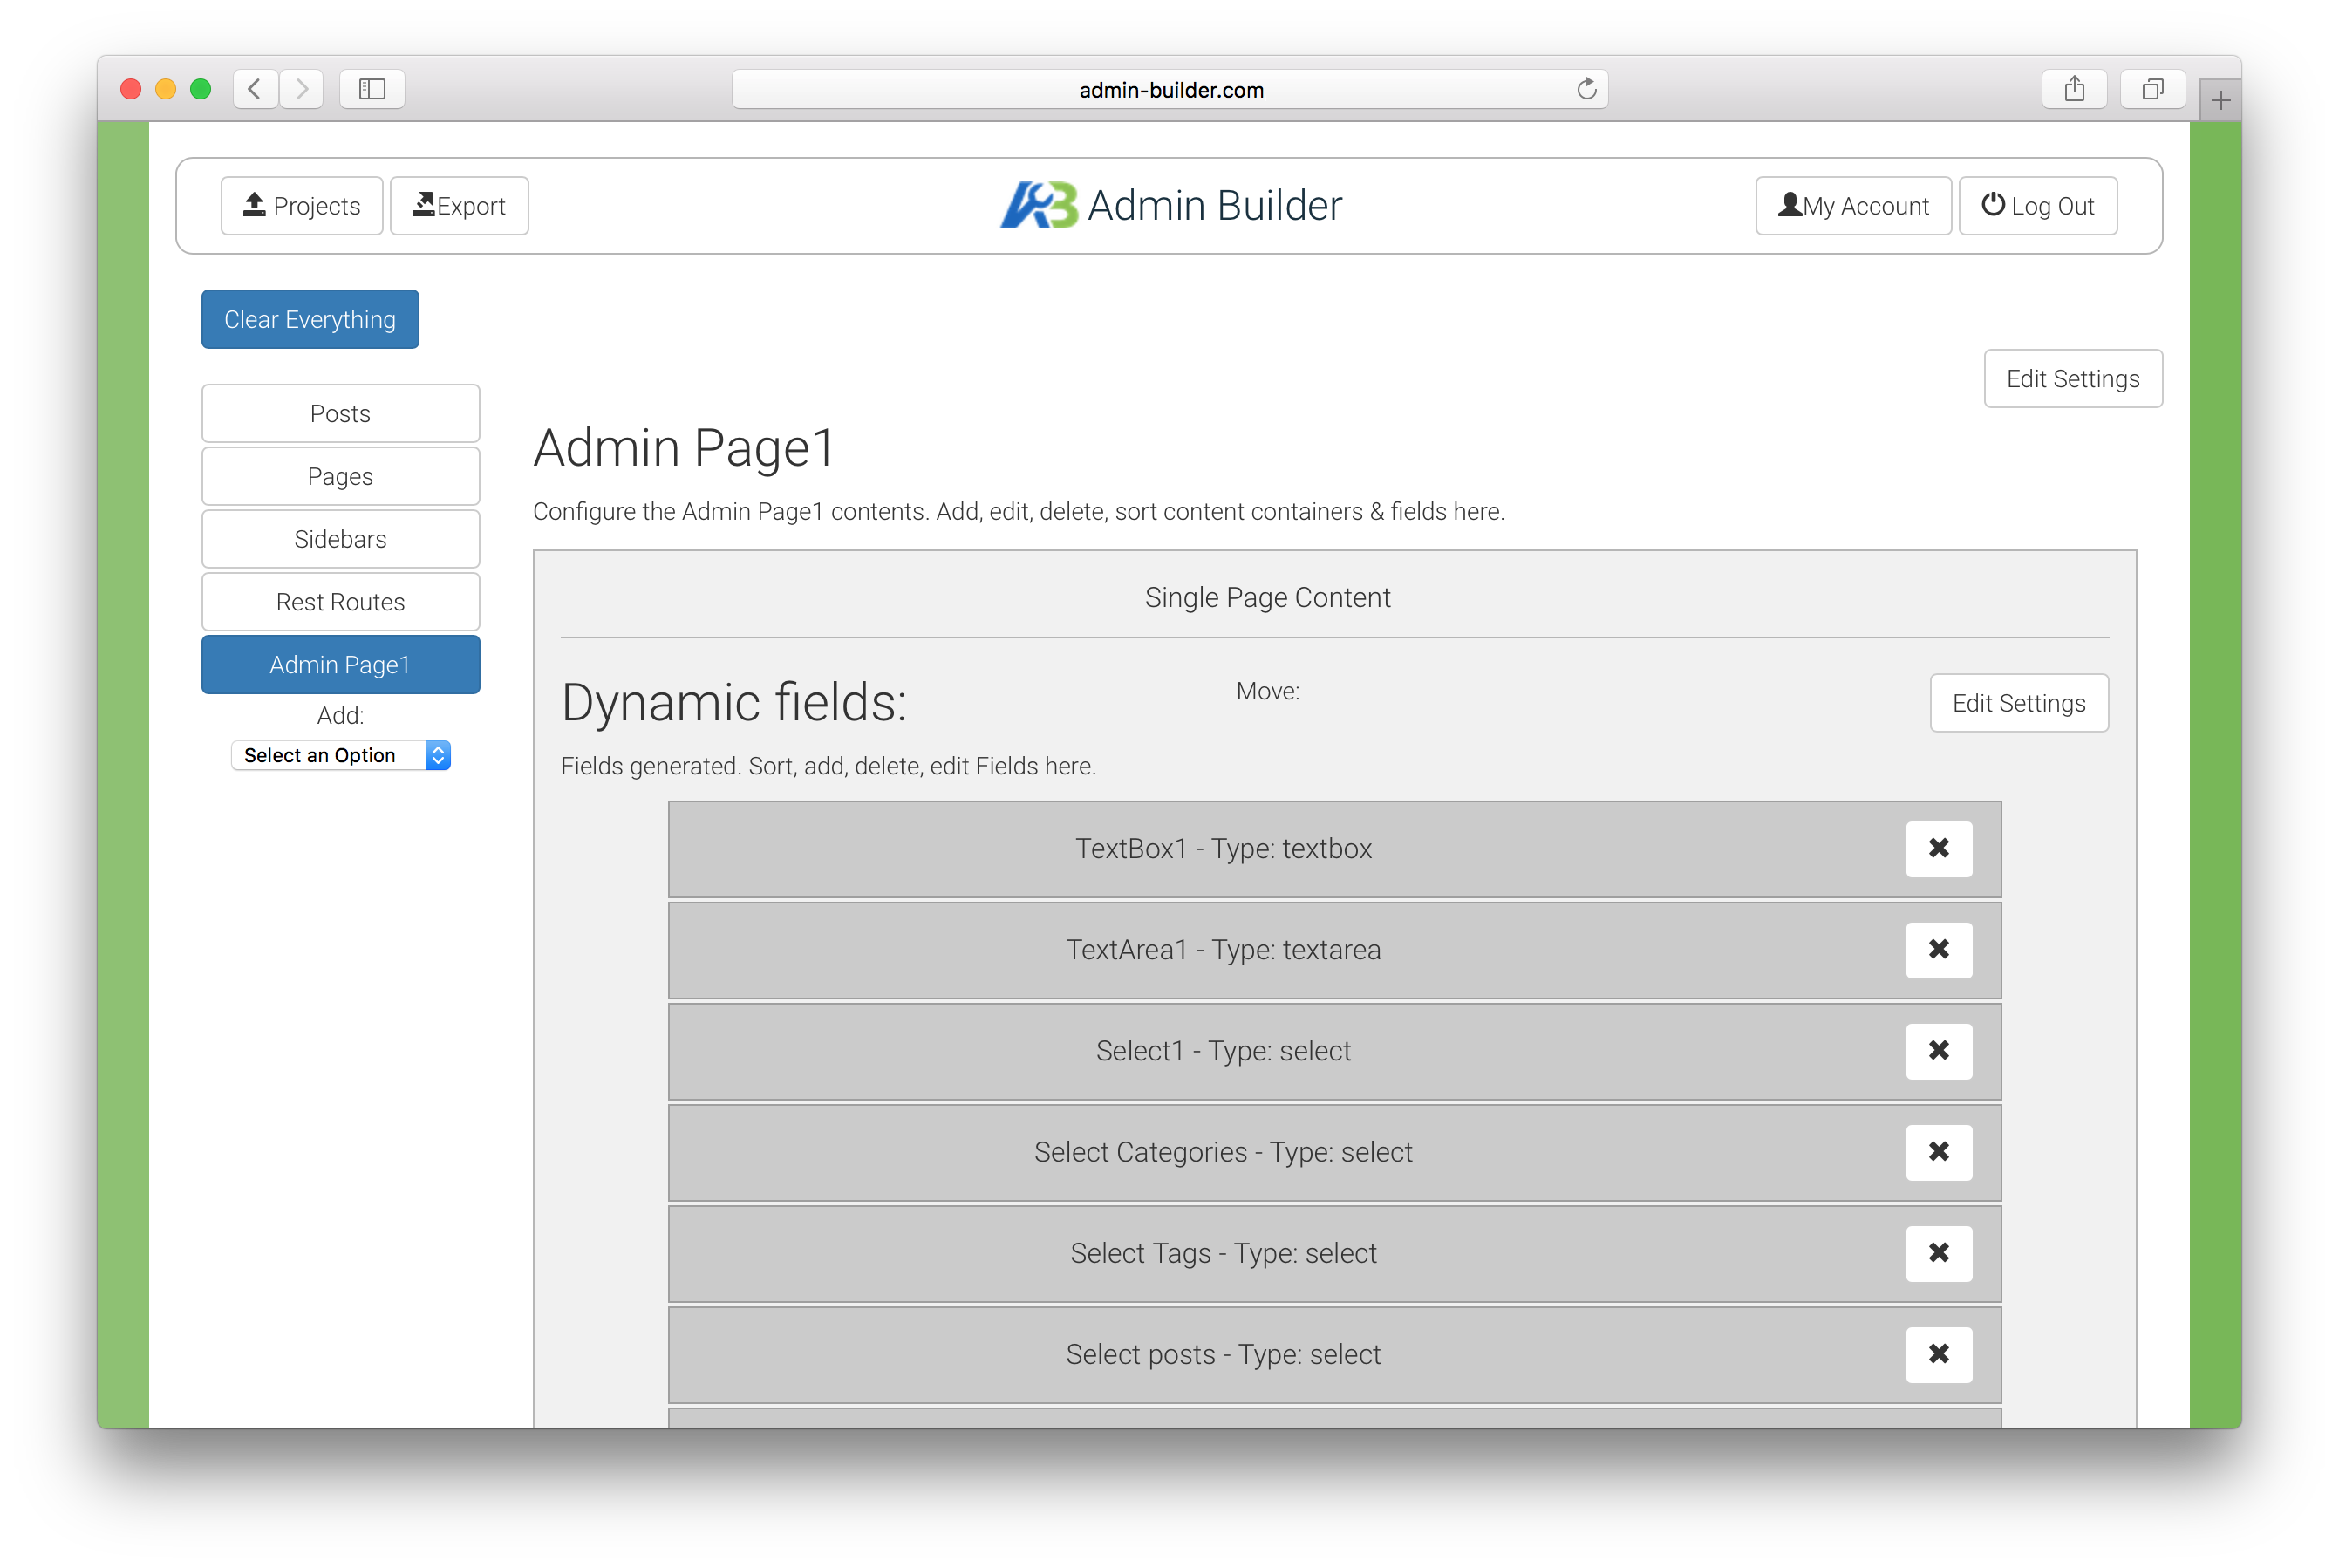 admin-builder.com
Projects
Export
AB Admin Builder
My Account
Log Out
Clear Everything
Edit Settings
Posts
Pages
Sidebars
Rest Routes
Admin Page1
Add:
Select an Option
Admin Page1
Configure the Admin Page1 contents. Add, edit, delete, sort content containers & fields here.
Single Page Content
Dynamic fields:
Move:
Edit Settings
Fields generated. Sort, add, delete, edit Fields here.
TextBox1 - Type: textbox
TextArea1 - Type: textarea
Select1 - Type: select
Select Categories - Type: select
Select Tags - Type: select
Select posts - Type: select